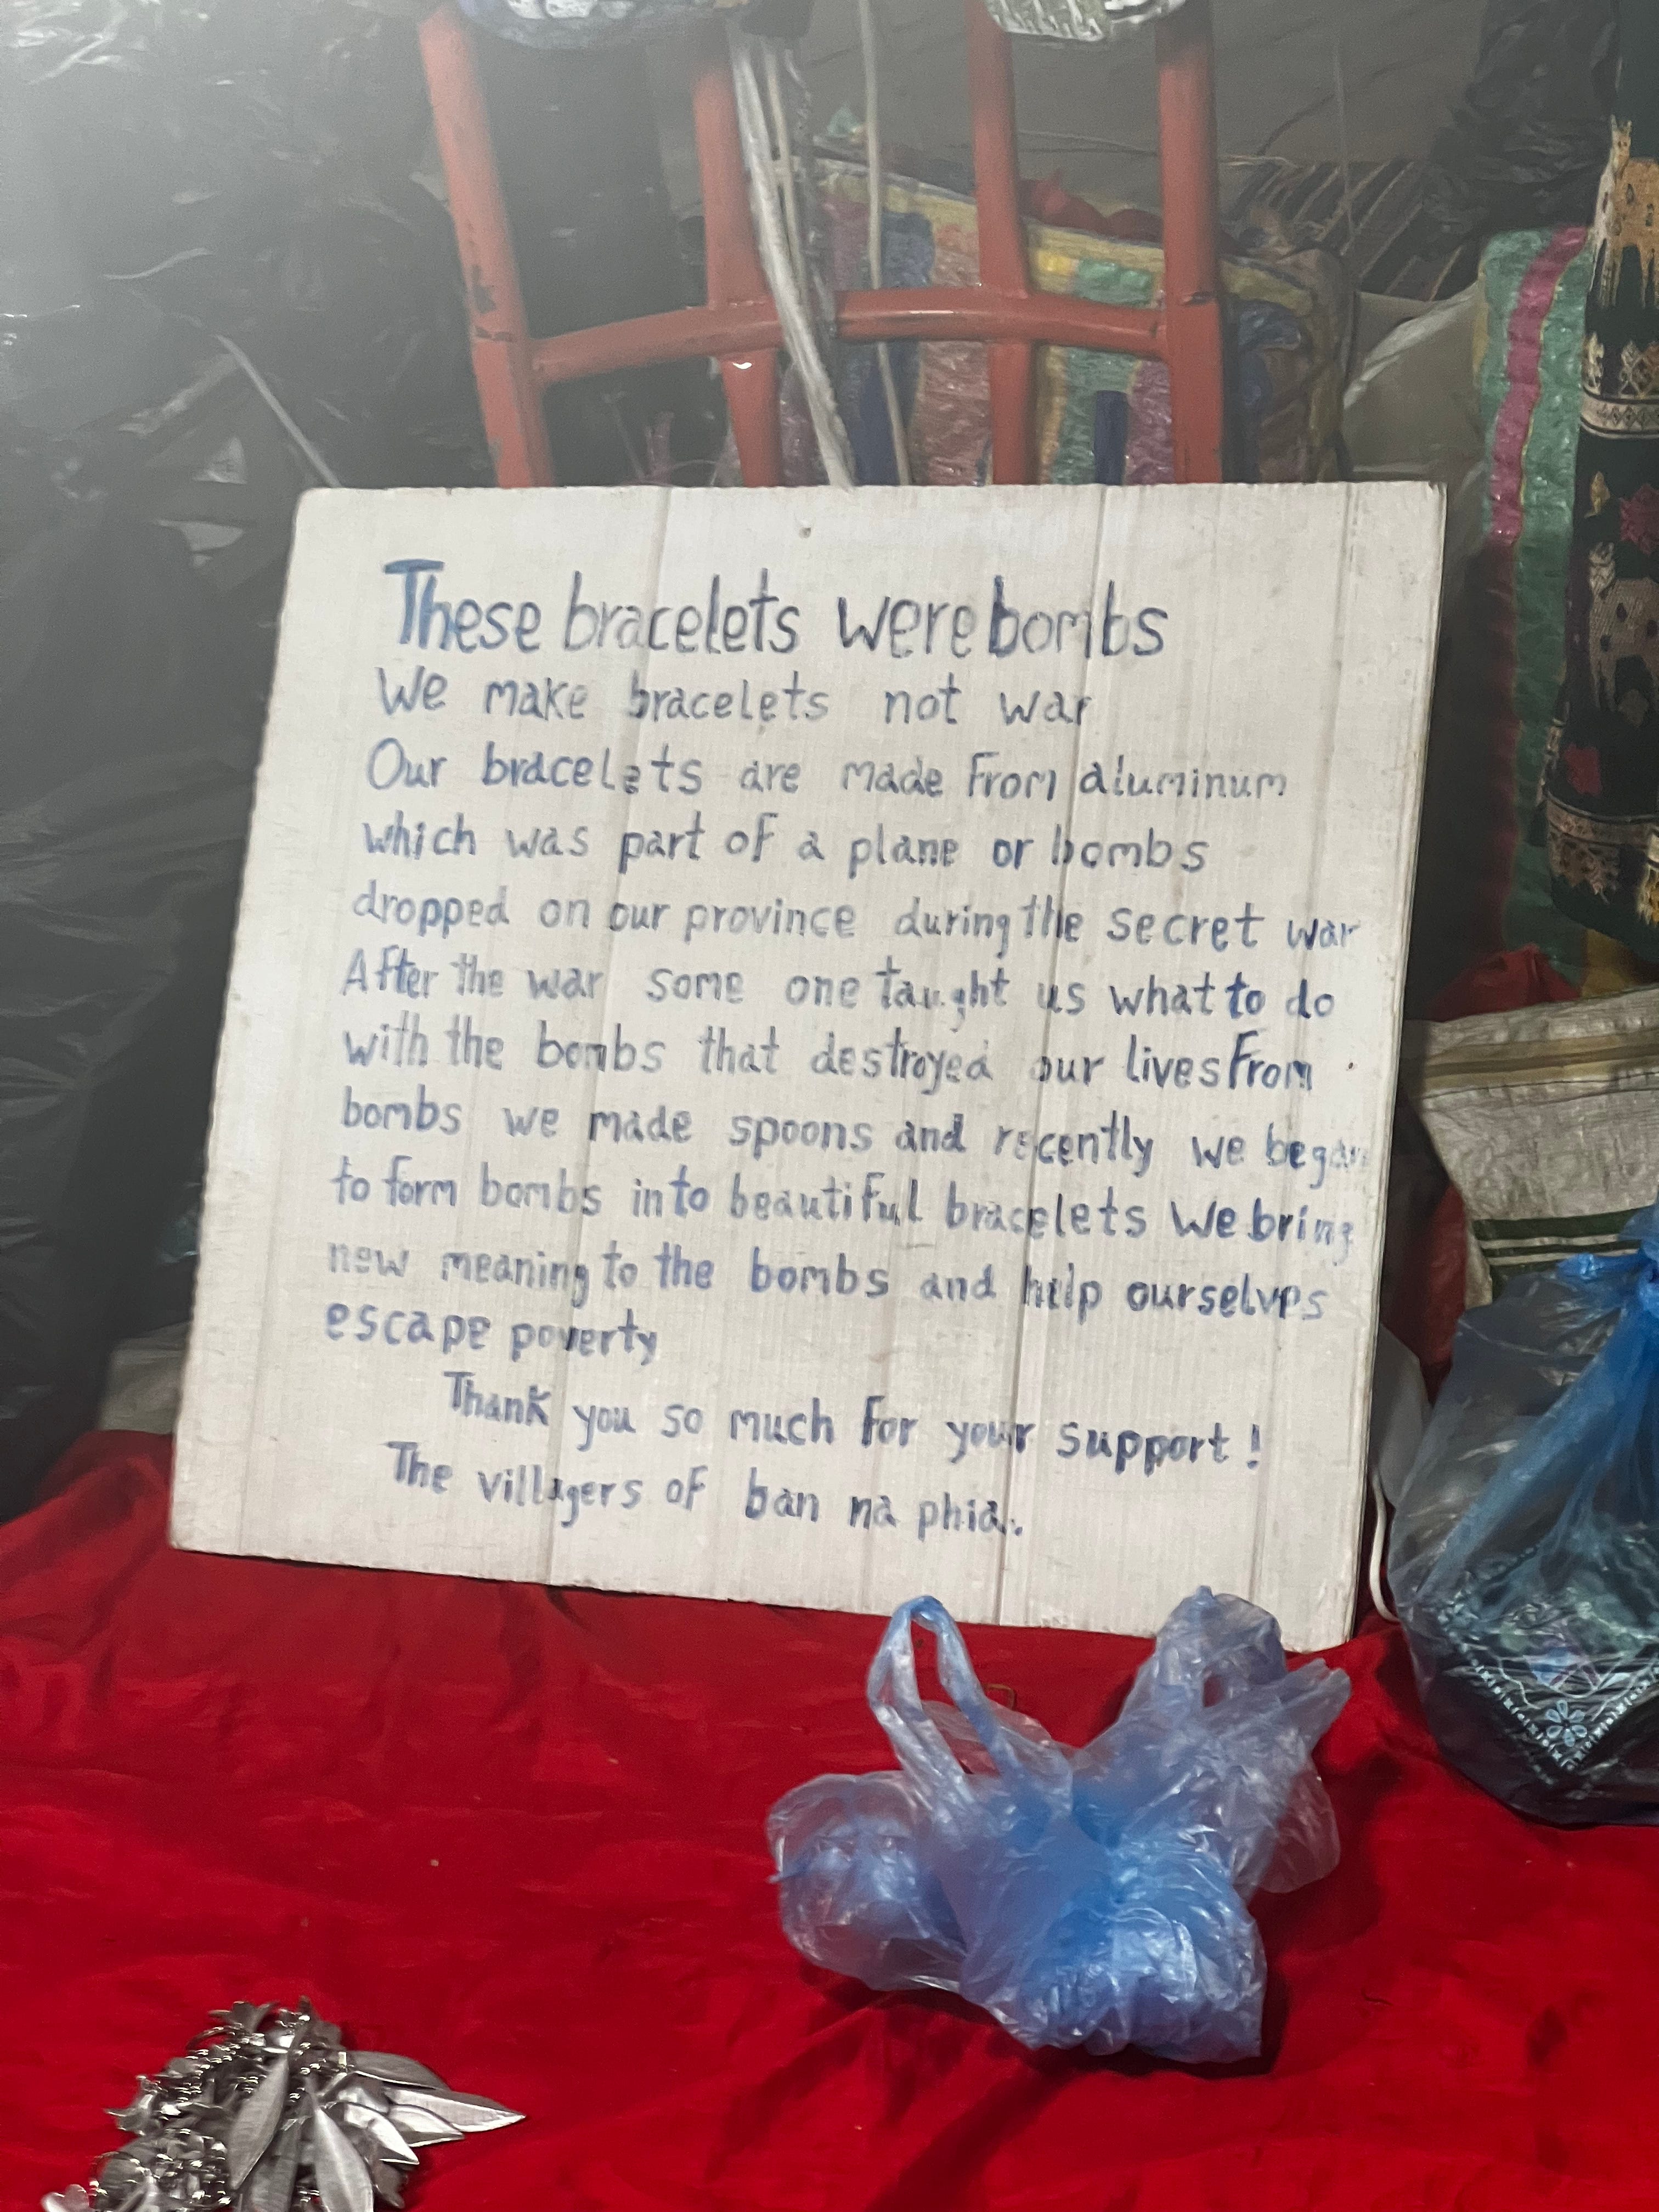 These bracelets were bombs
We make bracelets not war
Our bracelets are made From aluminum
which was part of a plane or bombs
dropped on our province during the secret war
After the war some one taught us what to do
with the bombs that destroyed our lives From
bombs we made spoons and recently we began
to form bombs into beautiful bracelets We bring
new meaning to the bombs and help ourselves
escape poverty
Thank you so much for your support!
The villagers of ban na phia.